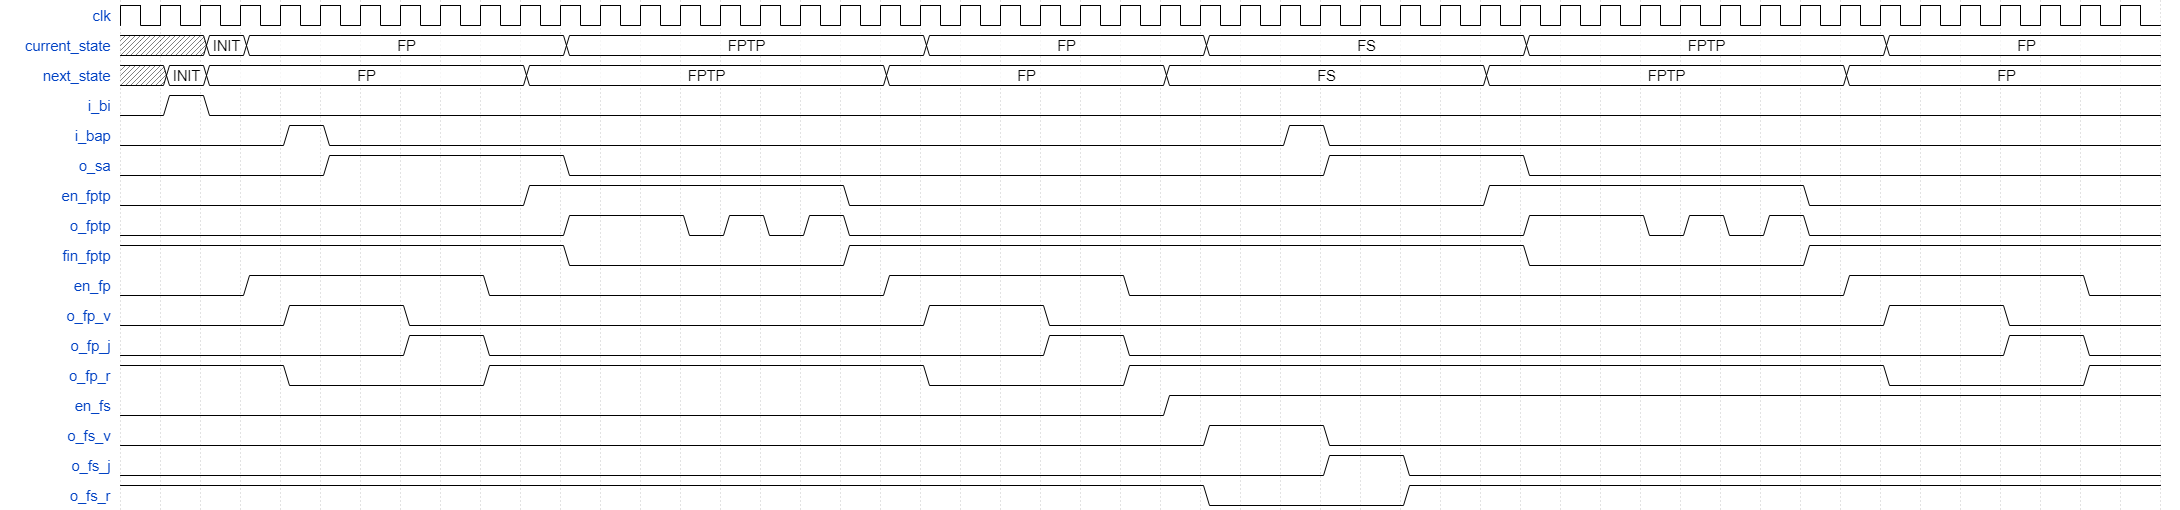 clk
current_state INIT FP FPTP FP FS FPTP FP
next_state INIT FP FPTP FP FS FPTP FP
i_bi
i_bap
o_sa
en_fptp
o_fptp
fin_fptp
en_fp
o_fp_v
o_fp_j
o_fp_r
en_fs
o_fs_v
o_fs_j
o_fs_r